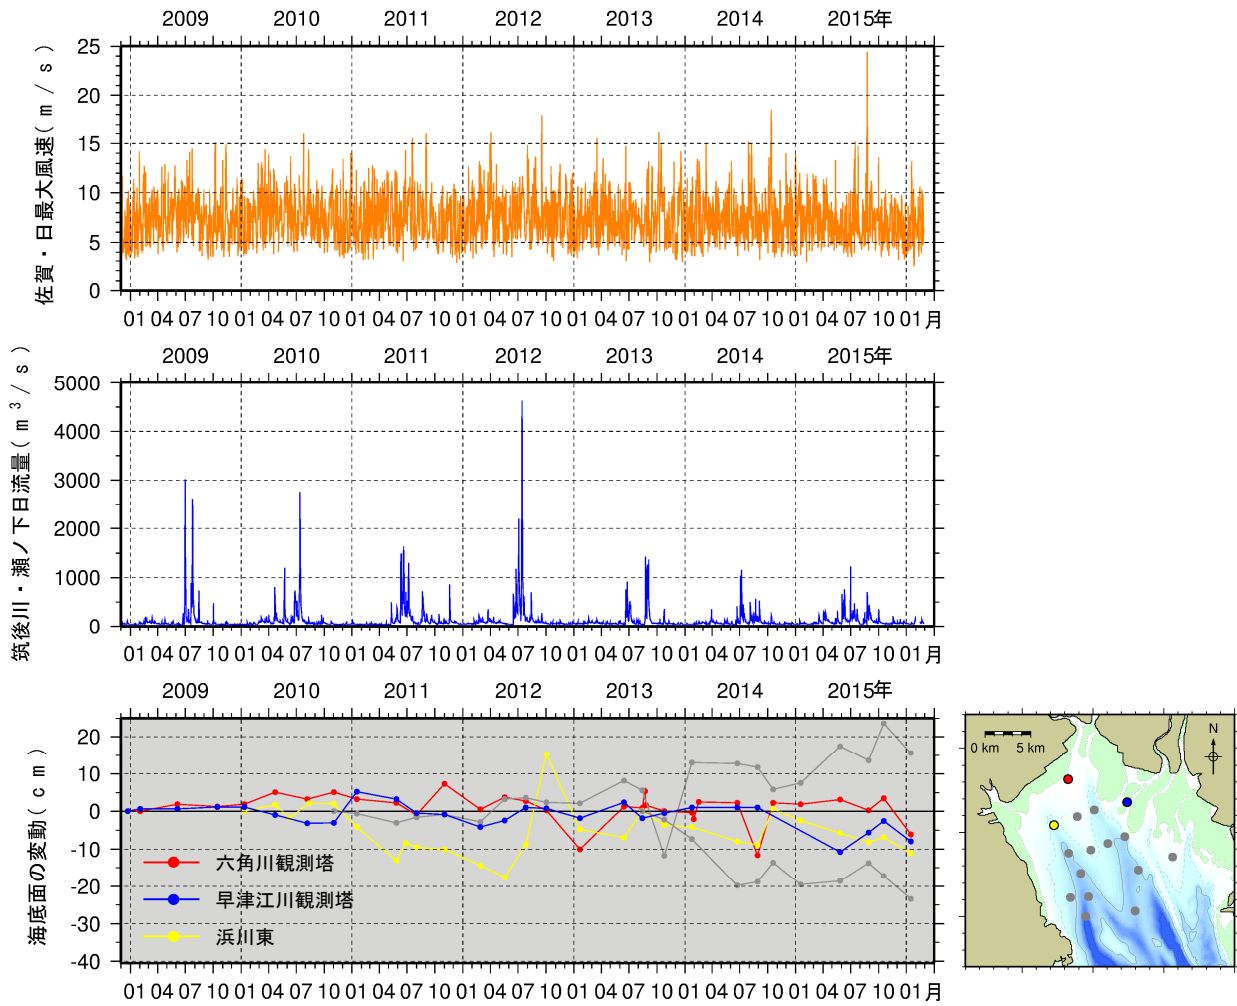 2009 2010 2011 2012 2013 2014 2015年
佐賀・日最大風速(m/s)
25
20
15
10
5
0
01 04 07 10 01 04 07 10 01 04 07 10 01 04 07 10 01 04 07 10 01 04 07 10 01 04 07 10 01 月
2009 2010 2011 2012 2013 2014 2015年
筑後川・瀬ノ下日流量(m³/s)
5000
4000
3000
2000
1000
0
01 04 07 10 01 04 07 10 01 04 07 10 01 04 07 10 01 04 07 10 01 04 07 10 01 04 07 10 01 月
2009 2010 2011 2012 2013 2014 2015年
海底面の変動(cm)
20
10
0
-10
-20
-30
-40
六角川観測塔
早津江川観測塔
浜川東
01 04 07 10 01 04 07 10 01 04 07 10 01 04 07 10 01 04 07 10 01 04 07 10 01 04 07 10 01 月
0 km 5 km
N